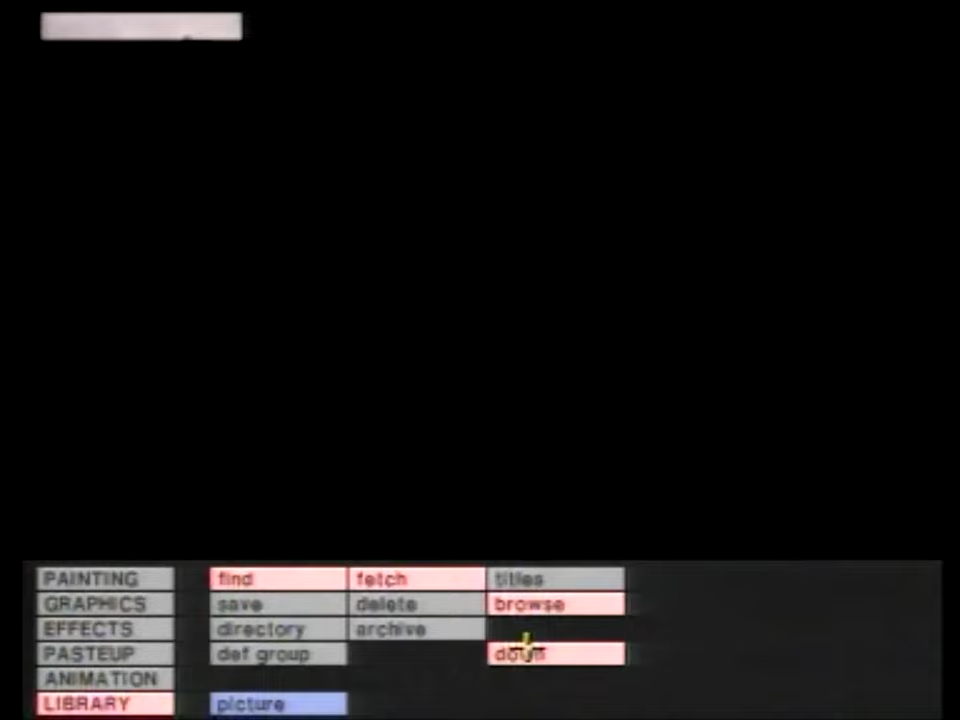 PAINTING find fetch titles
GRAPHICS save delete browse
EFFECTS directory archive
PASTEUP def group down
ANIMATION
LIBRARY picture